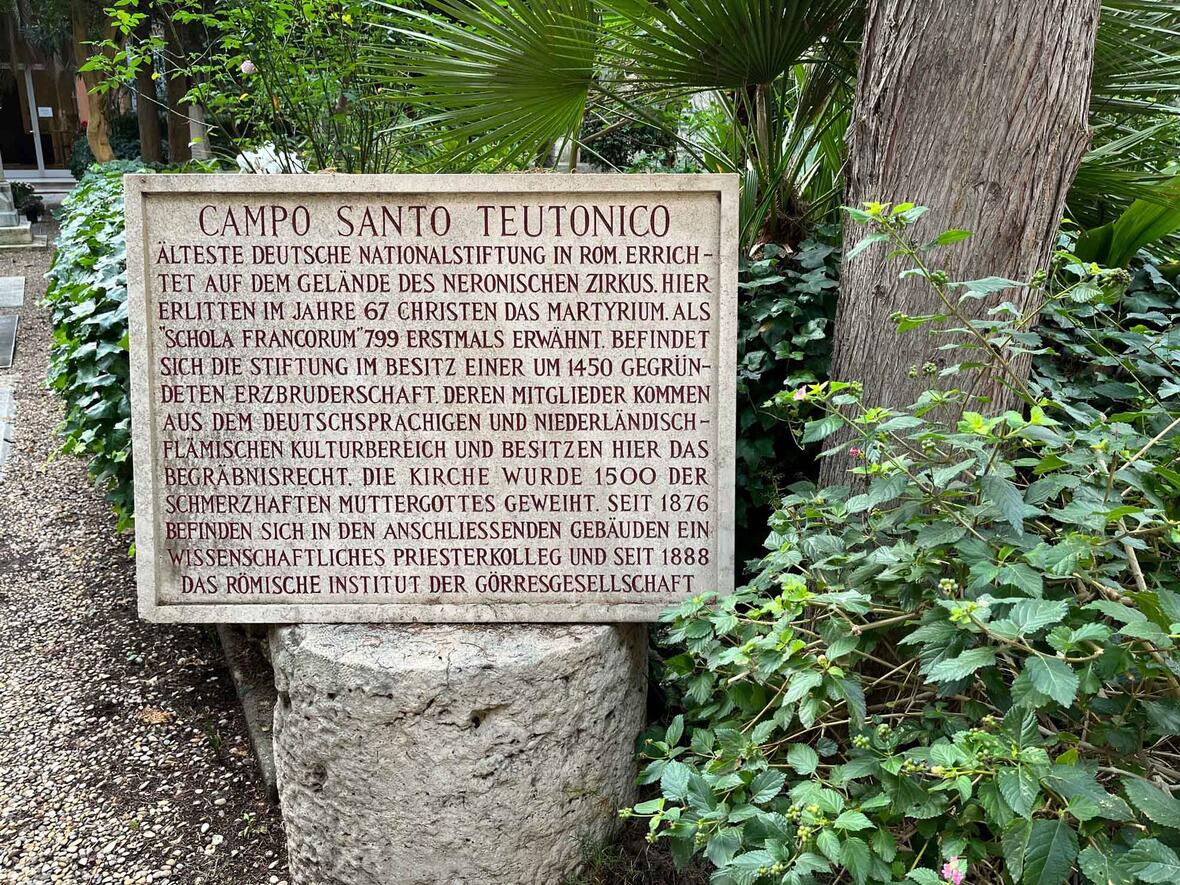 CAMPO SANTO TEUTONICO
ÄLTESTE DEUTSCHE NATIONALSTIFTUNG IN ROM. ERRICH-
TET AUF DEM GELÄNDE DES NERONISCHEN ZIRKUS. HIER
ERLITTEN IM JAHRE 67 CHRISTEN DAS MARTYRIUM. ALS
"SCHOLA FRANCORUM" 799 ERSTMALS ERWÄHNT. BEFINDET
SICH DIE STIFTUNG IM BESITZ EINER UM 1450 GEGRÜN-
DETEN ERZBRUDERSCHAFT. DEREN MITGLIEDER KOMMEN
AUS DEM DEUTSCHSPRACHIGEN UND NIEDERLÄNDISCH-
FLÄMISCHEN KULTURBEREICH UND BESITZEN HIER DAS
BEGRÄBNISRECHT. DIE KIRCHE WURDE 1500 DER
SCHMERZHAFTEN MUTTERGOTTES GEWEIHT. SEIT 1876
BEFINDEN SICH IN DEN ANSCHLIESSENDEN GEBÄUDEN EIN
WISSENSCHAFTLICHES PRIESTERKOLLEG UND SEIT 1888
DAS RÖMISCHE INSTITUT DER GÖRRESGESELLSCHAFT